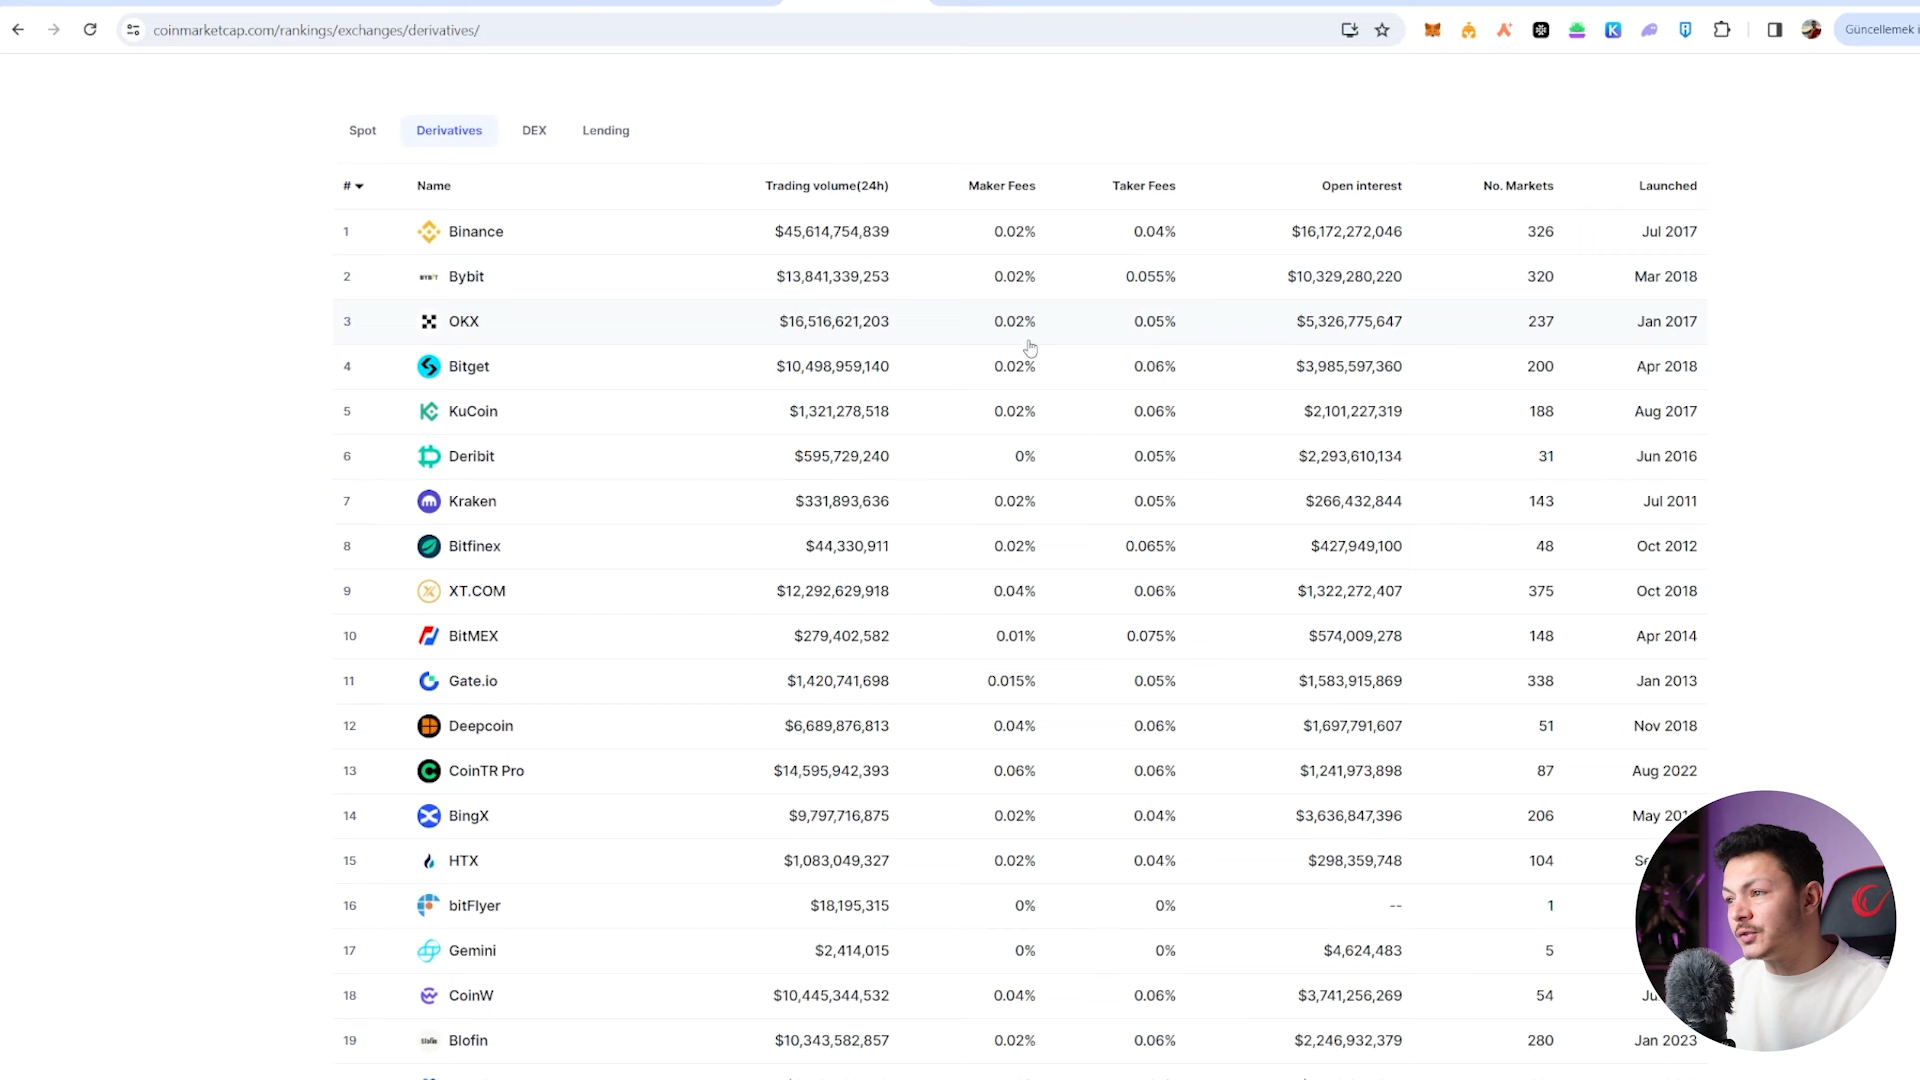 coinmarketcap.com/rankings/exchanges/derivatives/ Güncellemek i
Spot Derivatives DEX Lending
# Name Trading volume(24h) Maker Fees Taker Fees Open interest No. Markets Launched
1 Binance $45,614,754,839 0.02% 0.04% $16,172,272,046 326 Jul 2017
2 BYBIT Bybit $13,841,339,253 0.02% 0.055% $10,329,280,220 320 Mar 2018
3 OKX $16,516,621,203 0.02% 0.05% $5,326,775,647 237 Jan 2017
4 Bitget $10,498,959,140 0.02% 0.06% $3,985,597,360 200 Apr 2018
5 KuCoin $1,321,278,518 0.02% 0.06% $2,101,227,319 188 Aug 2017
6 Deribit $595,729,240 0% 0.05% $2,293,610,134 31 Jun 2016
7 Kraken $331,893,636 0.02% 0.05% $266,432,844 143 Jul 2011
8 Bitfinex $44,330,911 0.02% 0.065% $427,949,100 48 Oct 2012
9 XT.COM $12,292,629,918 0.04% 0.06% $1,322,272,407 375 Oct 2018
10 BitMEX $279,402,582 0.01% 0.075% $574,009,278 148 Apr 2014
11 Gate.io $1,420,741,698 0.015% 0.05% $1,583,915,869 338 Jan 2013
12 Deepcoin $6,689,876,813 0.04% 0.06% $1,697,791,607 51 Nov 2018
13 CoinTR Pro $14,595,942,393 0.06% 0.06% $1,241,973,898 87 Aug 2022
14 BingX $9,797,716,875 0.02% 0.04% $3,636,847,396 206 May 201
15 HTX $1,083,049,327 0.02% 0.04% $298,359,748 104 Se
16 bitFlyer $18,195,315 0% 0% -- 1
17 Gemini $2,414,015 0% 0% $4,624,483 5
18 CoinW $10,445,344,532 0.04% 0.06% $3,741,256,269 54 Ju
19 Blofin Blofin $10,343,582,857 0.02% 0.06% $2,246,932,379 280 Jan 2023